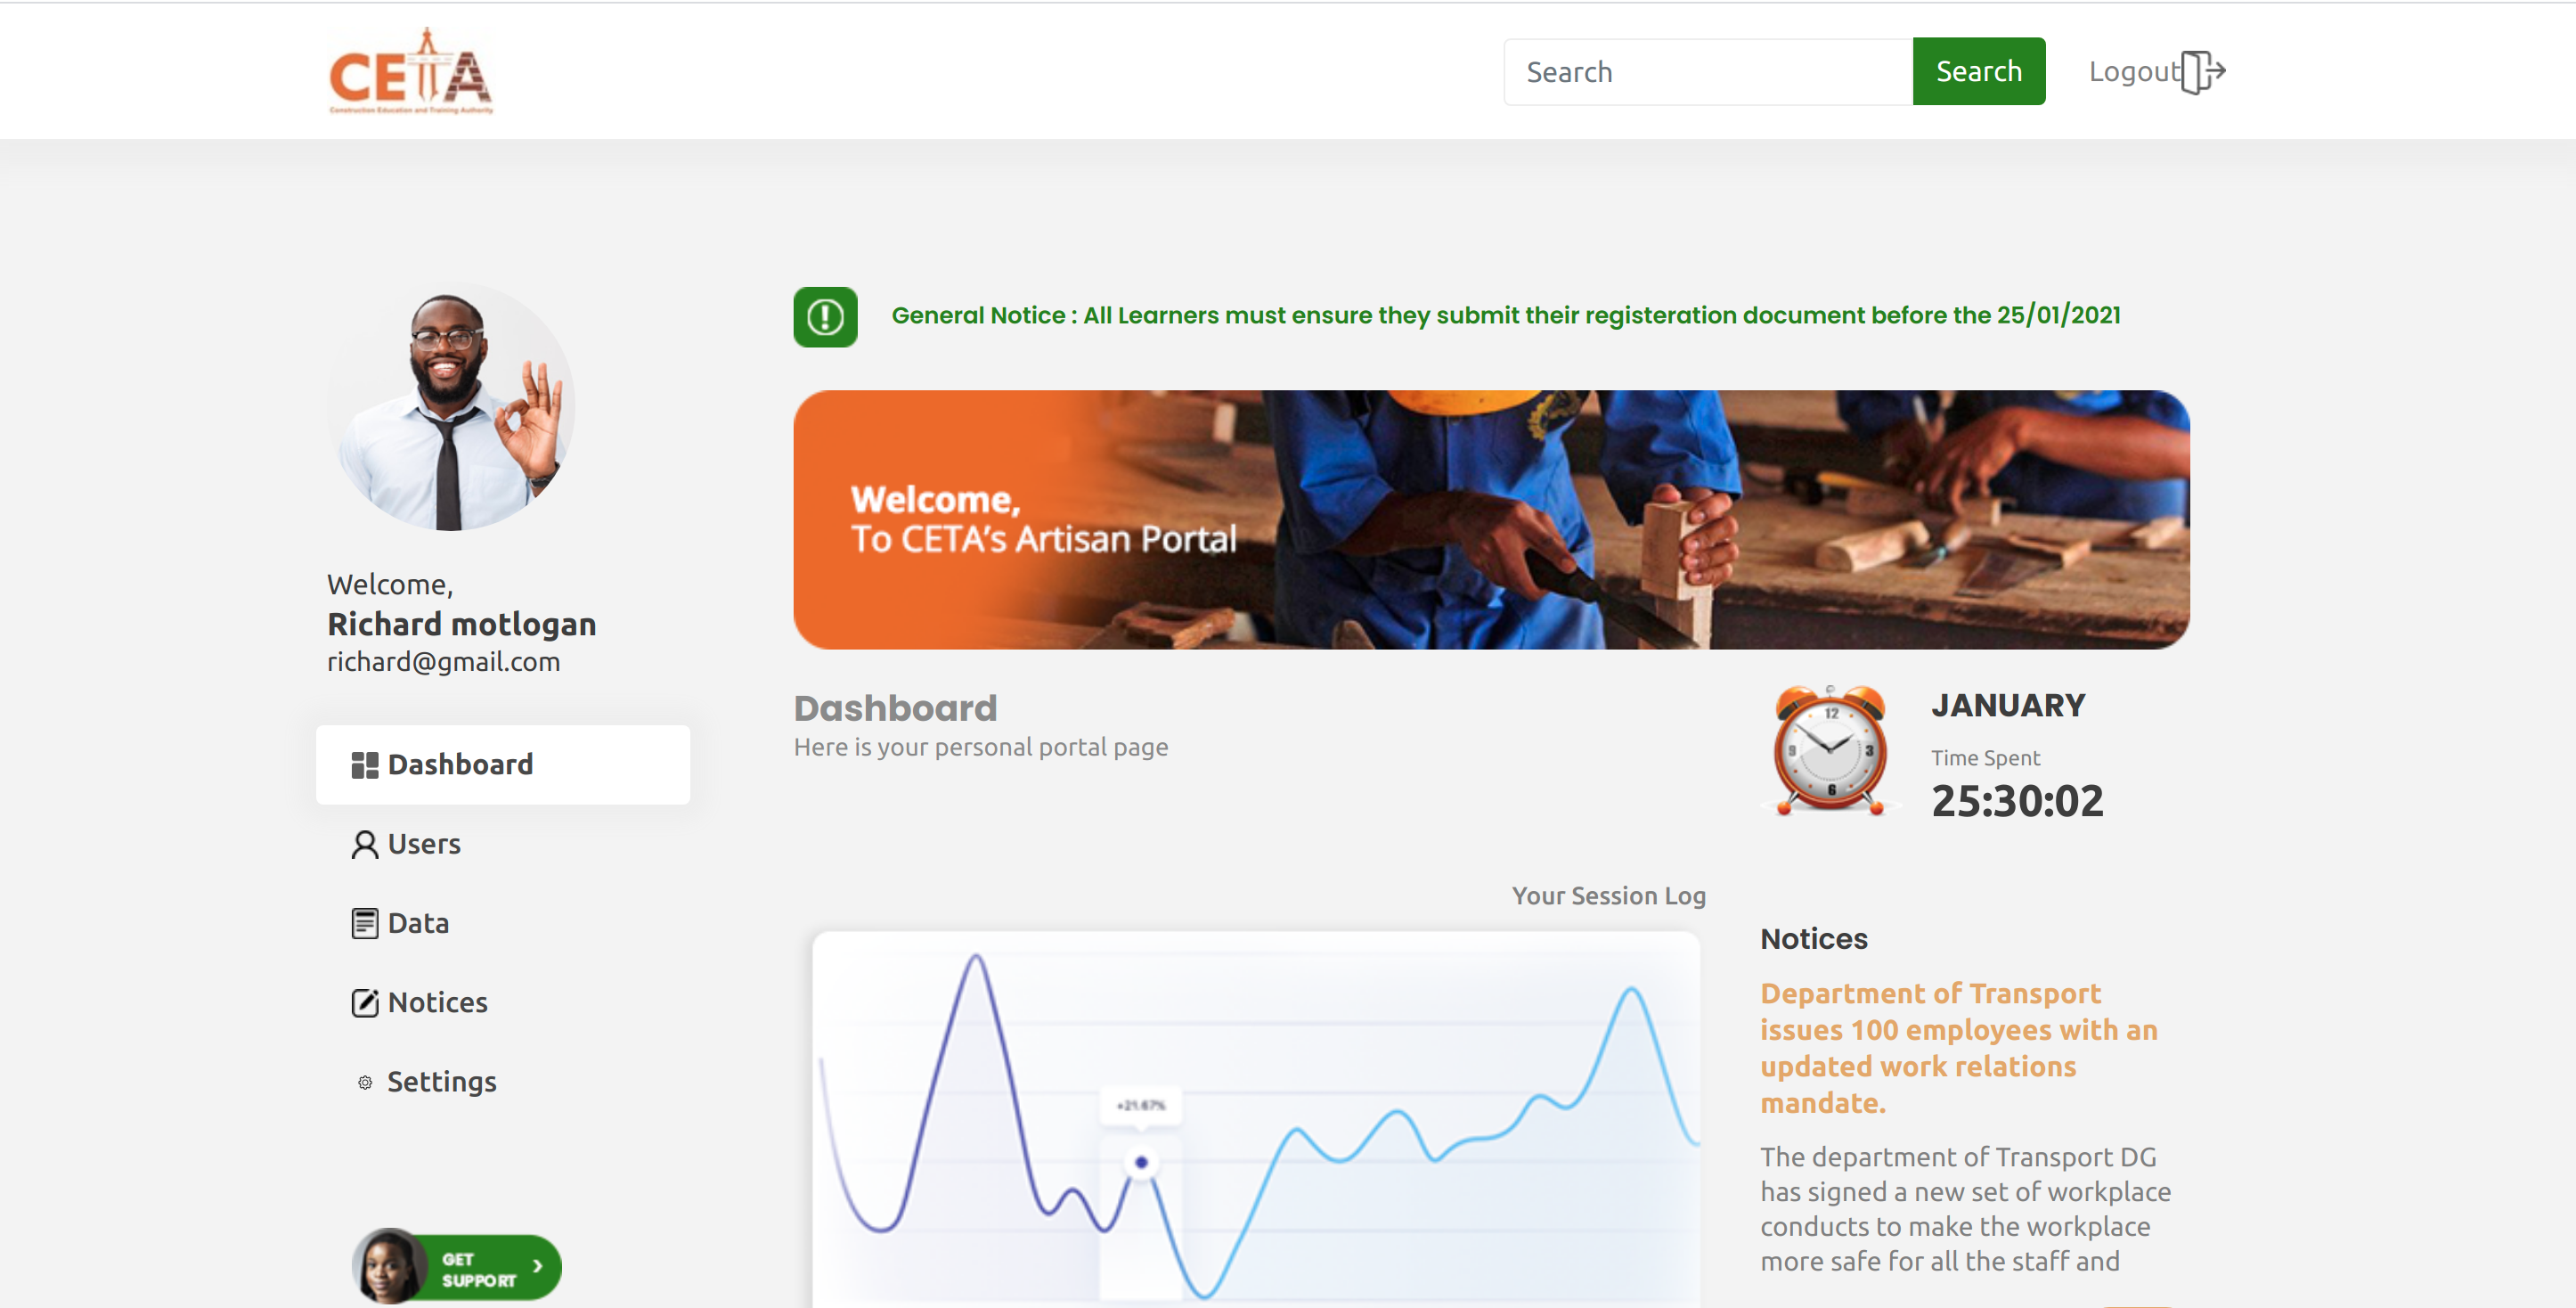 CETA
Construction Education and Training Authority
Search
Search
Logout
General Notice : All Learners must ensure they submit their registeration document before the 25/01/2021
Welcome,
To CETA's Artisan Portal
Welcome,
Richard motlogan
richard@gmail.com
Dashboard
Users
Data
Notices
Settings
GET
SUPPORT
Dashboard
Here is your personal portal page
12
3
6
9
JANUARY
Time Spent
25:30:02
Your Session Log
+21.67%
Notices
Department of Transport
issues 100 employees with an
updated work relations
mandate.
The department of Transport DG
has signed a new set of workplace
conducts to make the workplace
more safe for all the staff and